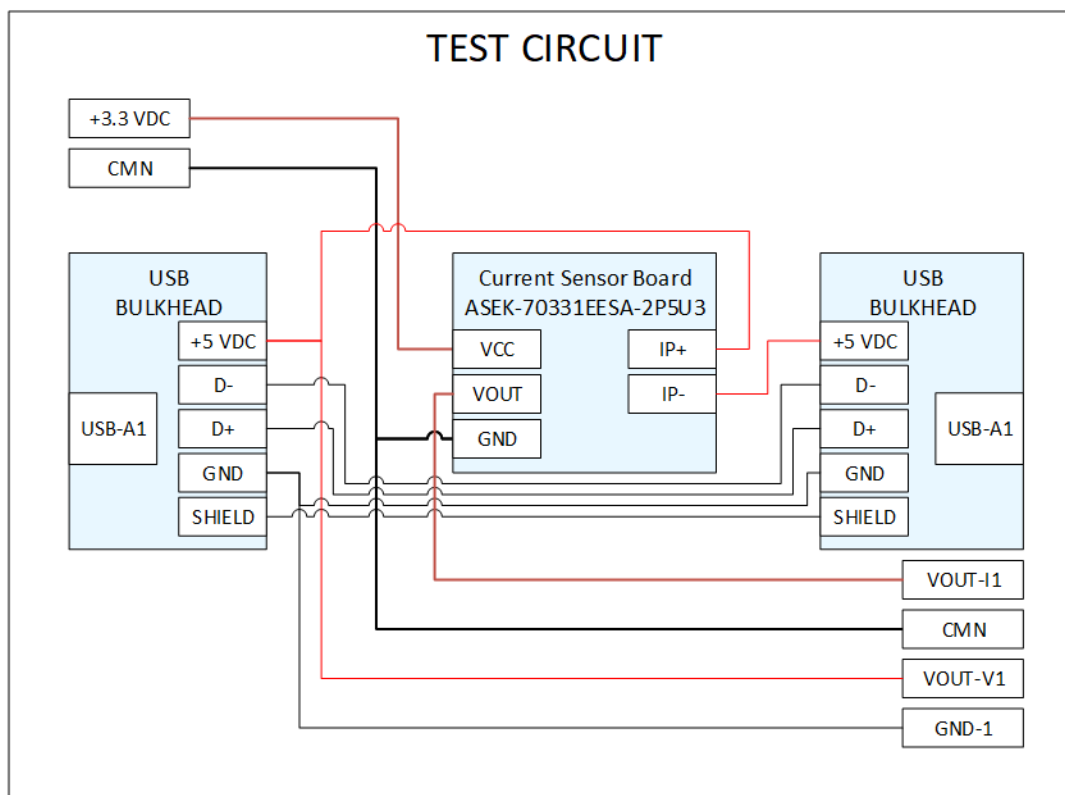 TEST CIRCUIT
+3.3 VDC
CMN
USB
BULKHEAD
+5 VDC
D-
D+
GND
SHIELD
USB-A1
Current Sensor Board
ASEK-70331EESA-2P5U3
VCC
VOUT
GND
IP+
IP-
USB
BULKHEAD
+5 VDC
D-
D+
GND
SHIELD
USB-A1
VOUT-I1
CMN
VOUT-V1
GND-1